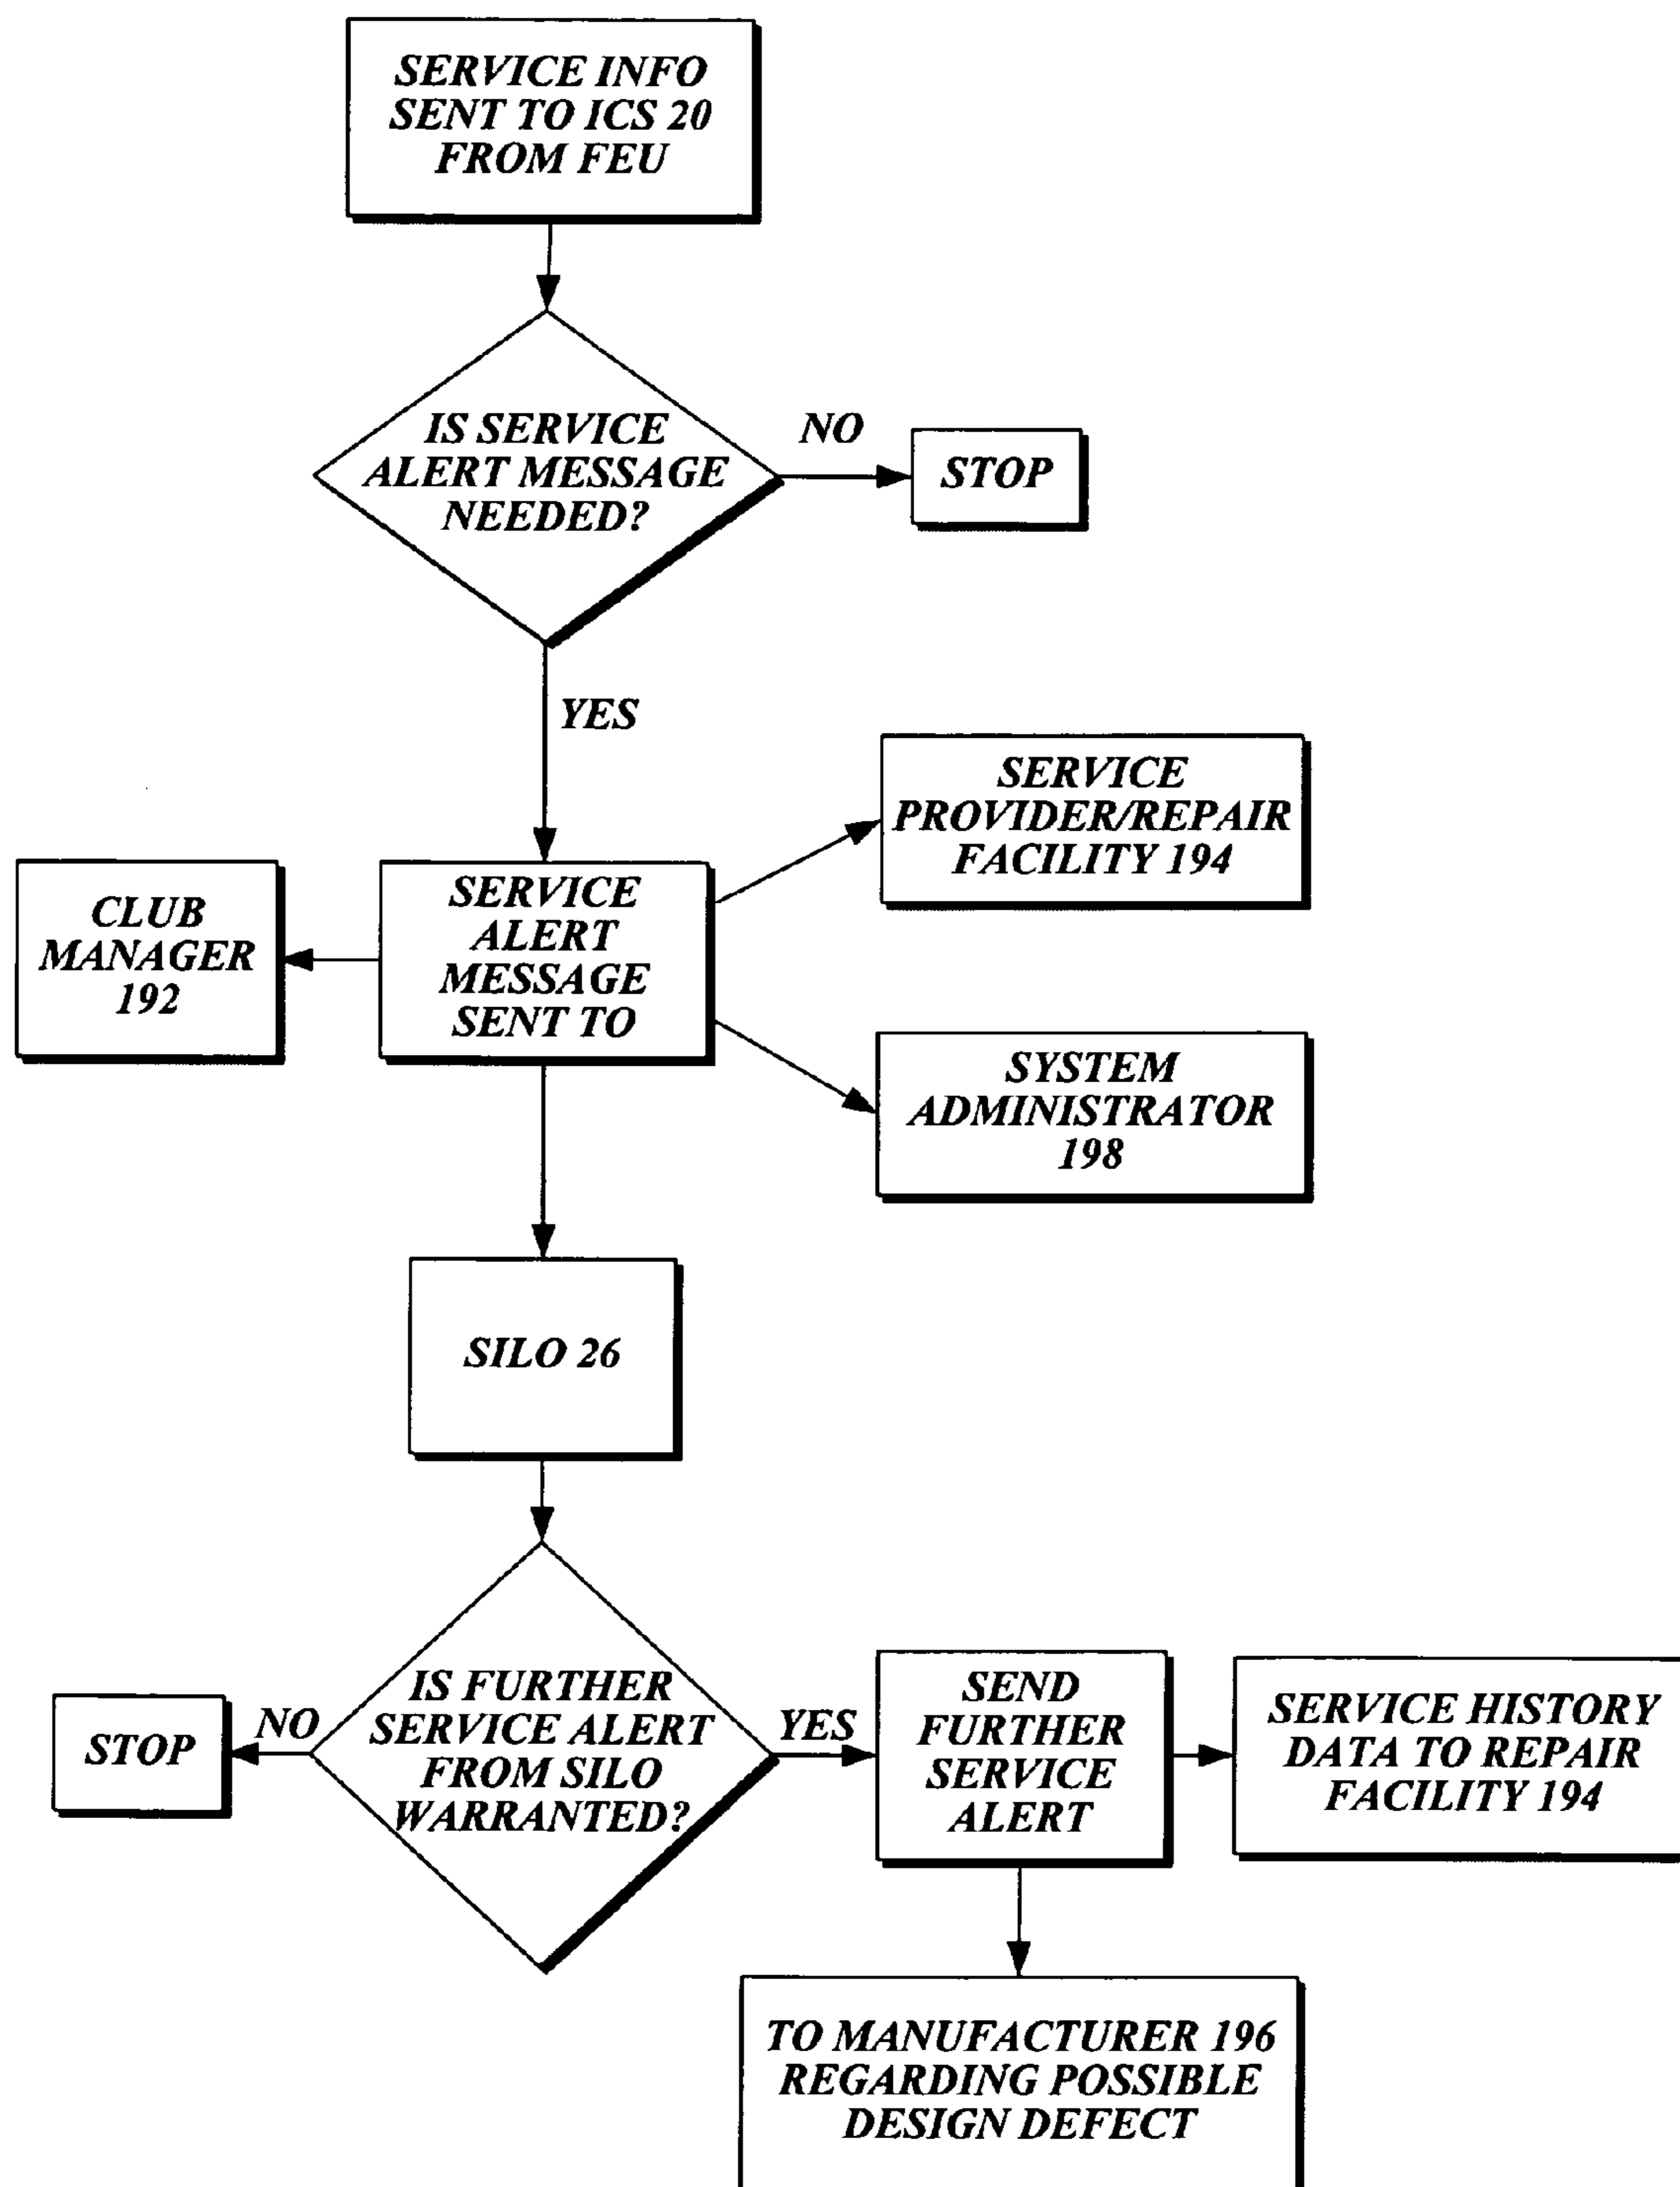 SERVICE INFO
SENT TO ICS 20
FROM FEU
IS SERVICE
ALERT MESSAGE
NEEDED?
NO
STOP
YES
SERVICE
PROVIDER/REPAIR
FACILITY 194
CLUB
MANAGER
192
SERVICE
ALERT
MESSAGE
SENT TO
SYSTEM
ADMINISTRATOR
198
SILO 26
IS FURTHER
SERVICE ALERT
FROM SILO
WARRANTED?
NO
STOP
YES
SEND
FURTHER
SERVICE
ALERT
SERVICE HISTORY
DATA TO REPAIR
FACILITY 194
TO MANUFACTURER 196
REGARDING POSSIBLE
DESIGN DEFECT